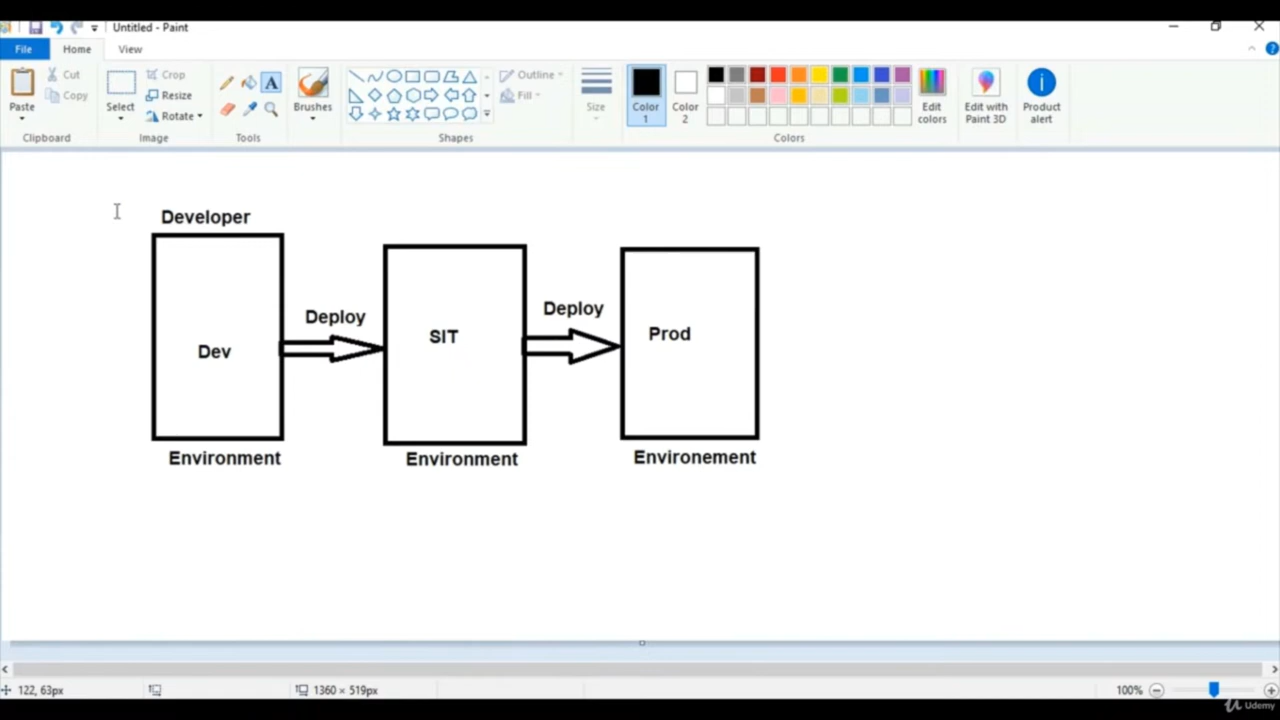 Untitled - Paint
File Home View
Paste
Cut
Copy
Clipboard
Select
Crop
Resize
Rotate
Image
A
Tools
Brushes
Shapes
Outline
Fill
Size
Color 1
Color 2
Colors
Edit colors
Edit with Paint 3D
Product alert
Developer
Dev
Environment
Deploy
SIT
Environment
Deploy
Prod
Environement
122, 63px
1360 × 519px
100%
Udemy